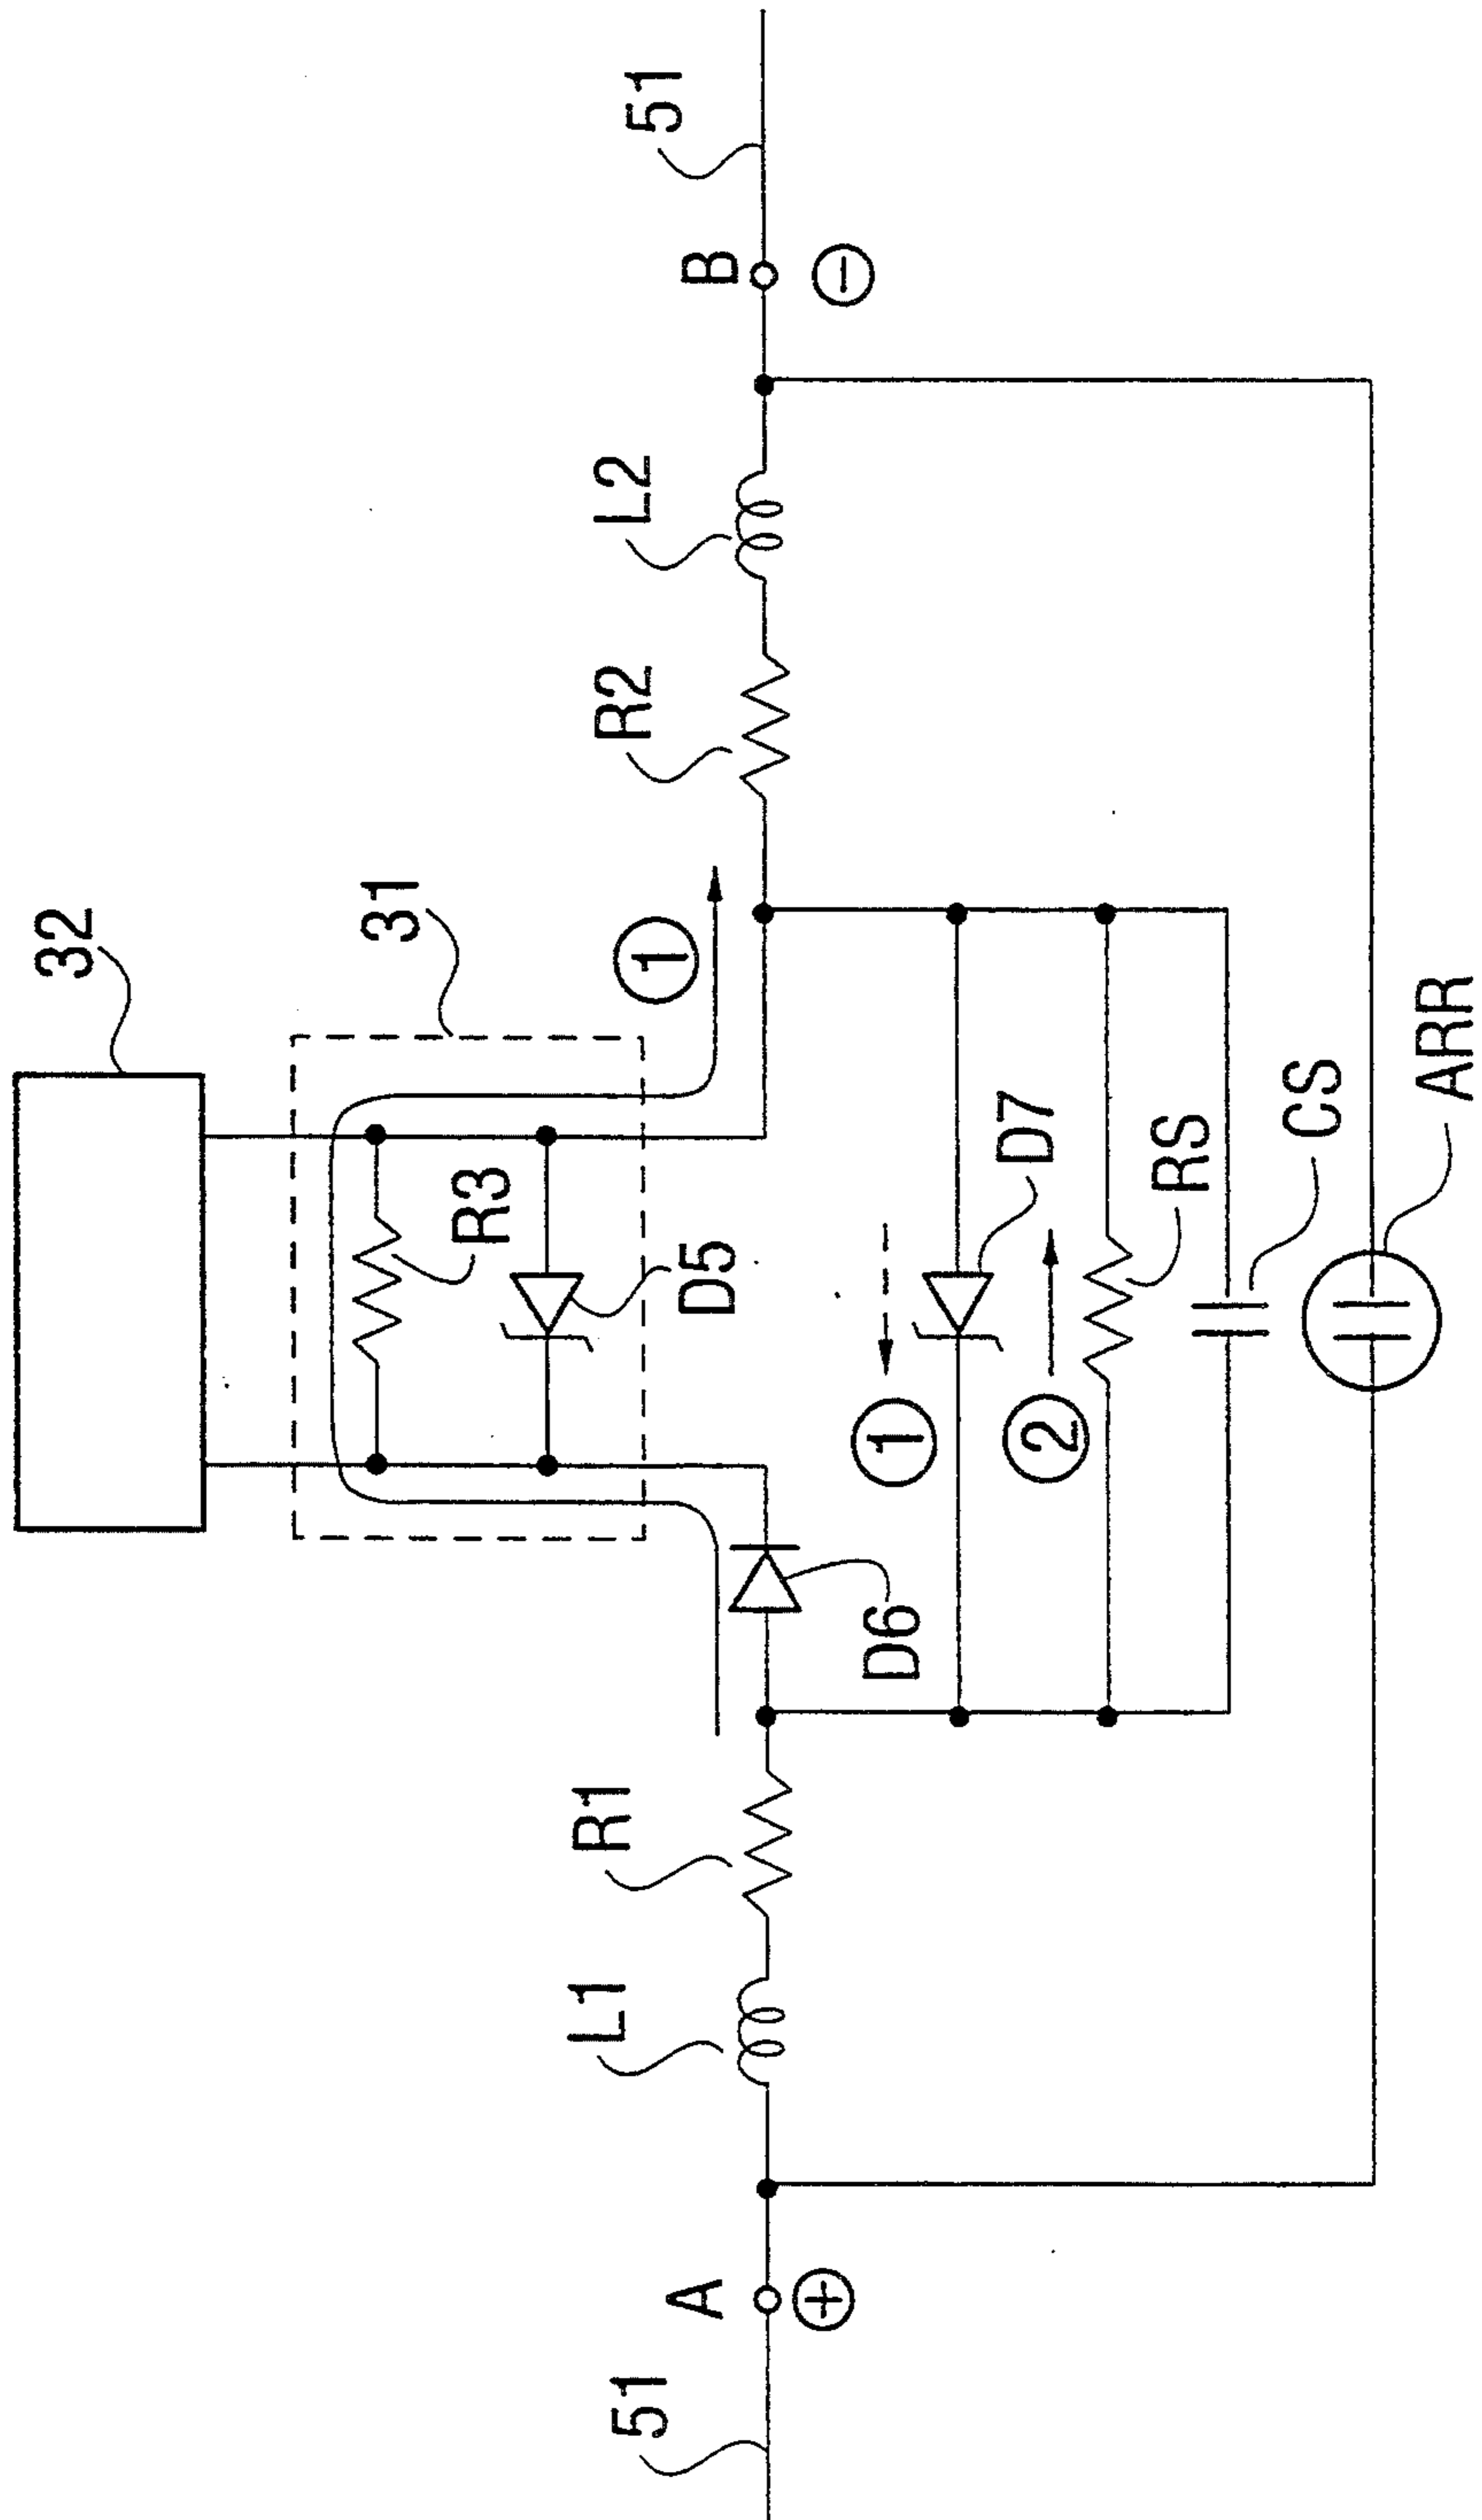 32
31
①
R3
D5
51
A
⊕
L1
R1
D6
R2
L2
B
⊖
51
①
D7
②
RS
CS
ARR